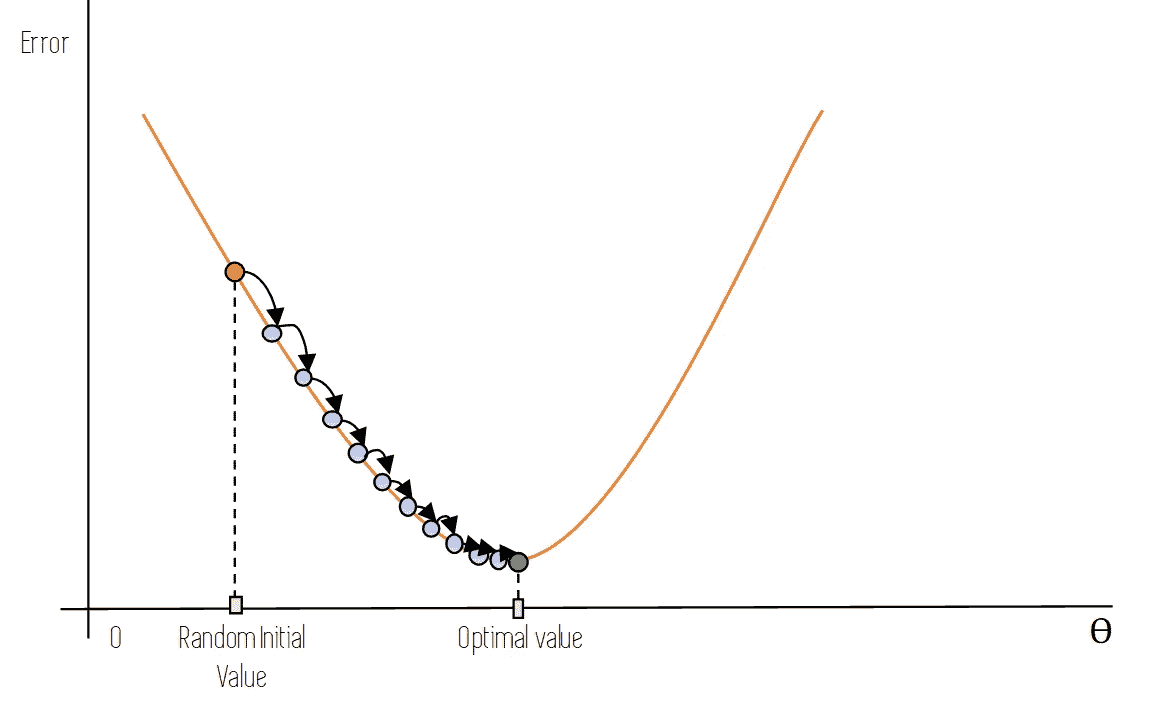 Error
0
Random Initial
Value
Optimal value
θ